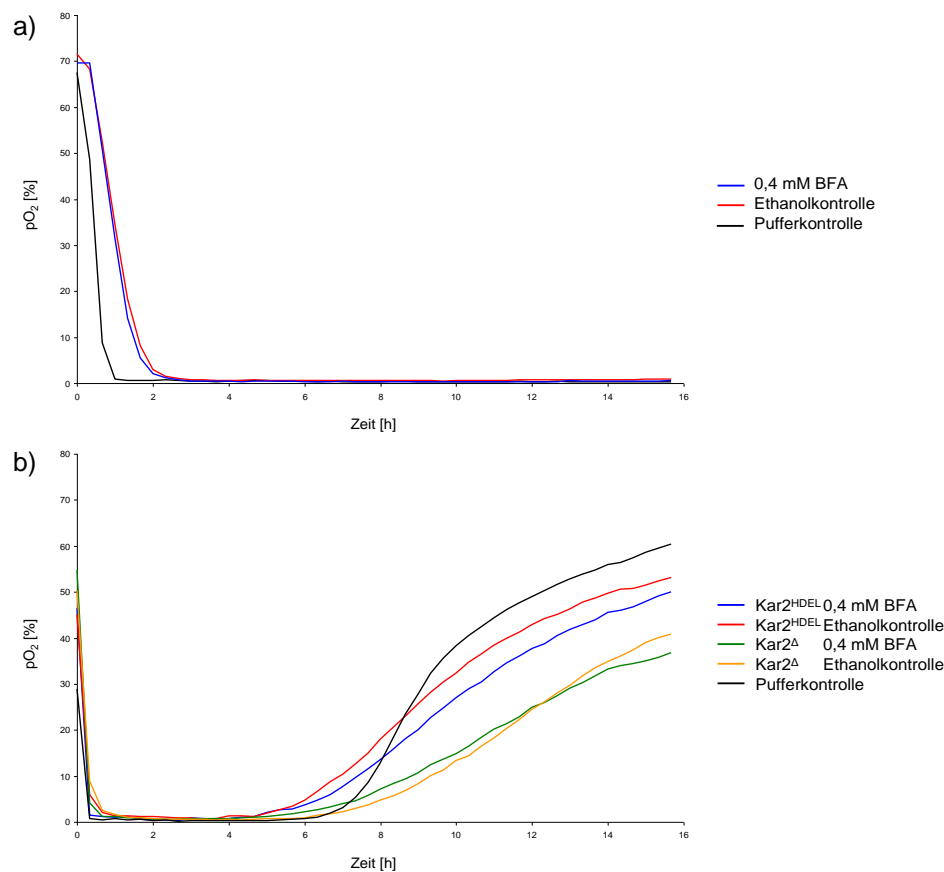 a)
80
70
60
50
40
30
20
10
0
pO₂ [%]
0 2 4 6 8 10 12 14 16
Zeit [h]
0,4 mM BFA
Ethanolkontrolle
Pufferkontrolle
b)
80
70
60
50
40
30
20
10
0
pO₂ [%]
0 2 4 6 8 10 12 14 16
Zeit [h]
Kar2ᴴᴰᴱᴸ 0,4 mM BFA
Kar2ᴴᴰᴱᴸ Ethanolkontrolle
Kar2Δ 0,4 mM BFA
Kar2Δ Ethanolkontrolle
Pufferkontrolle